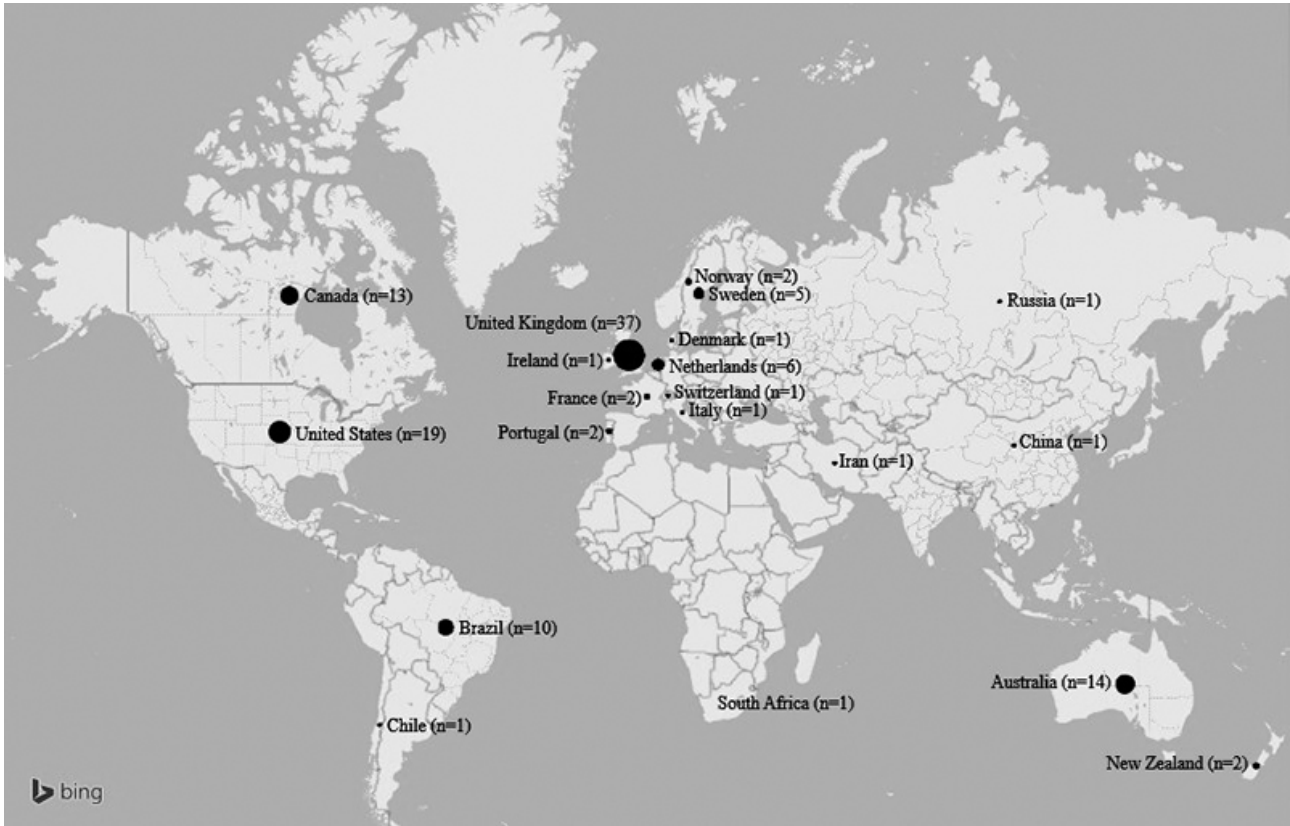 Norway (n=2)
Sweden (n=5)
Canada (n=13)
Russia (n=1)
United Kingdom (n=37)
Denmark (n=1)
Ireland (n=1)
Netherlands (n=6)
France (n=2)
Switzerland (n=1)
Italy (n=1)
United States (n=19)
Portugal (n=2)
China (n=1)
Iran (n=1)
Brazil (n=10)
Australia (n=14)
South Africa (n=1)
Chile (n=1)
New Zealand (n=2)
bing